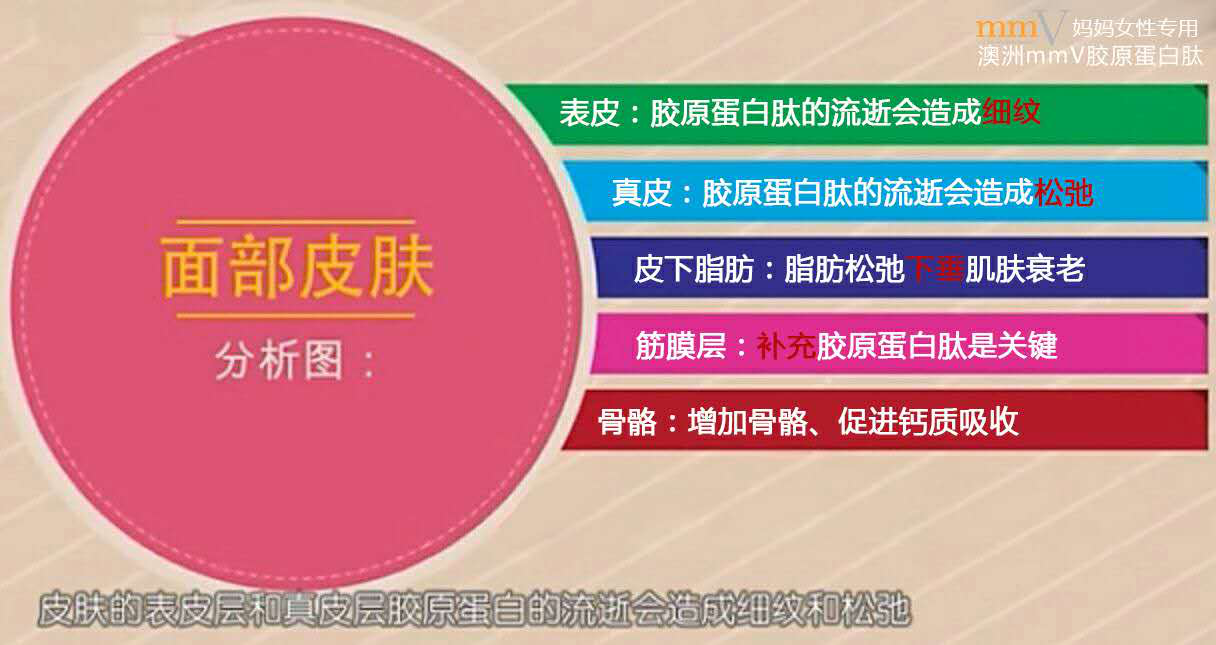 mmV 妈妈女性专用
澳洲mmV胶原蛋白肽
面部皮肤
分析图：
表皮：胶原蛋白肽的流逝会造成细纹
真皮：胶原蛋白肽的流逝会造成松弛
皮下脂肪：脂肪松弛下垂肌肤衰老
筋膜层：补充胶原蛋白肽是关键
骨骼：增加骨骼、促进钙质吸收
皮肤的表皮层和真皮层胶原蛋白的流逝会造成细纹和松弛